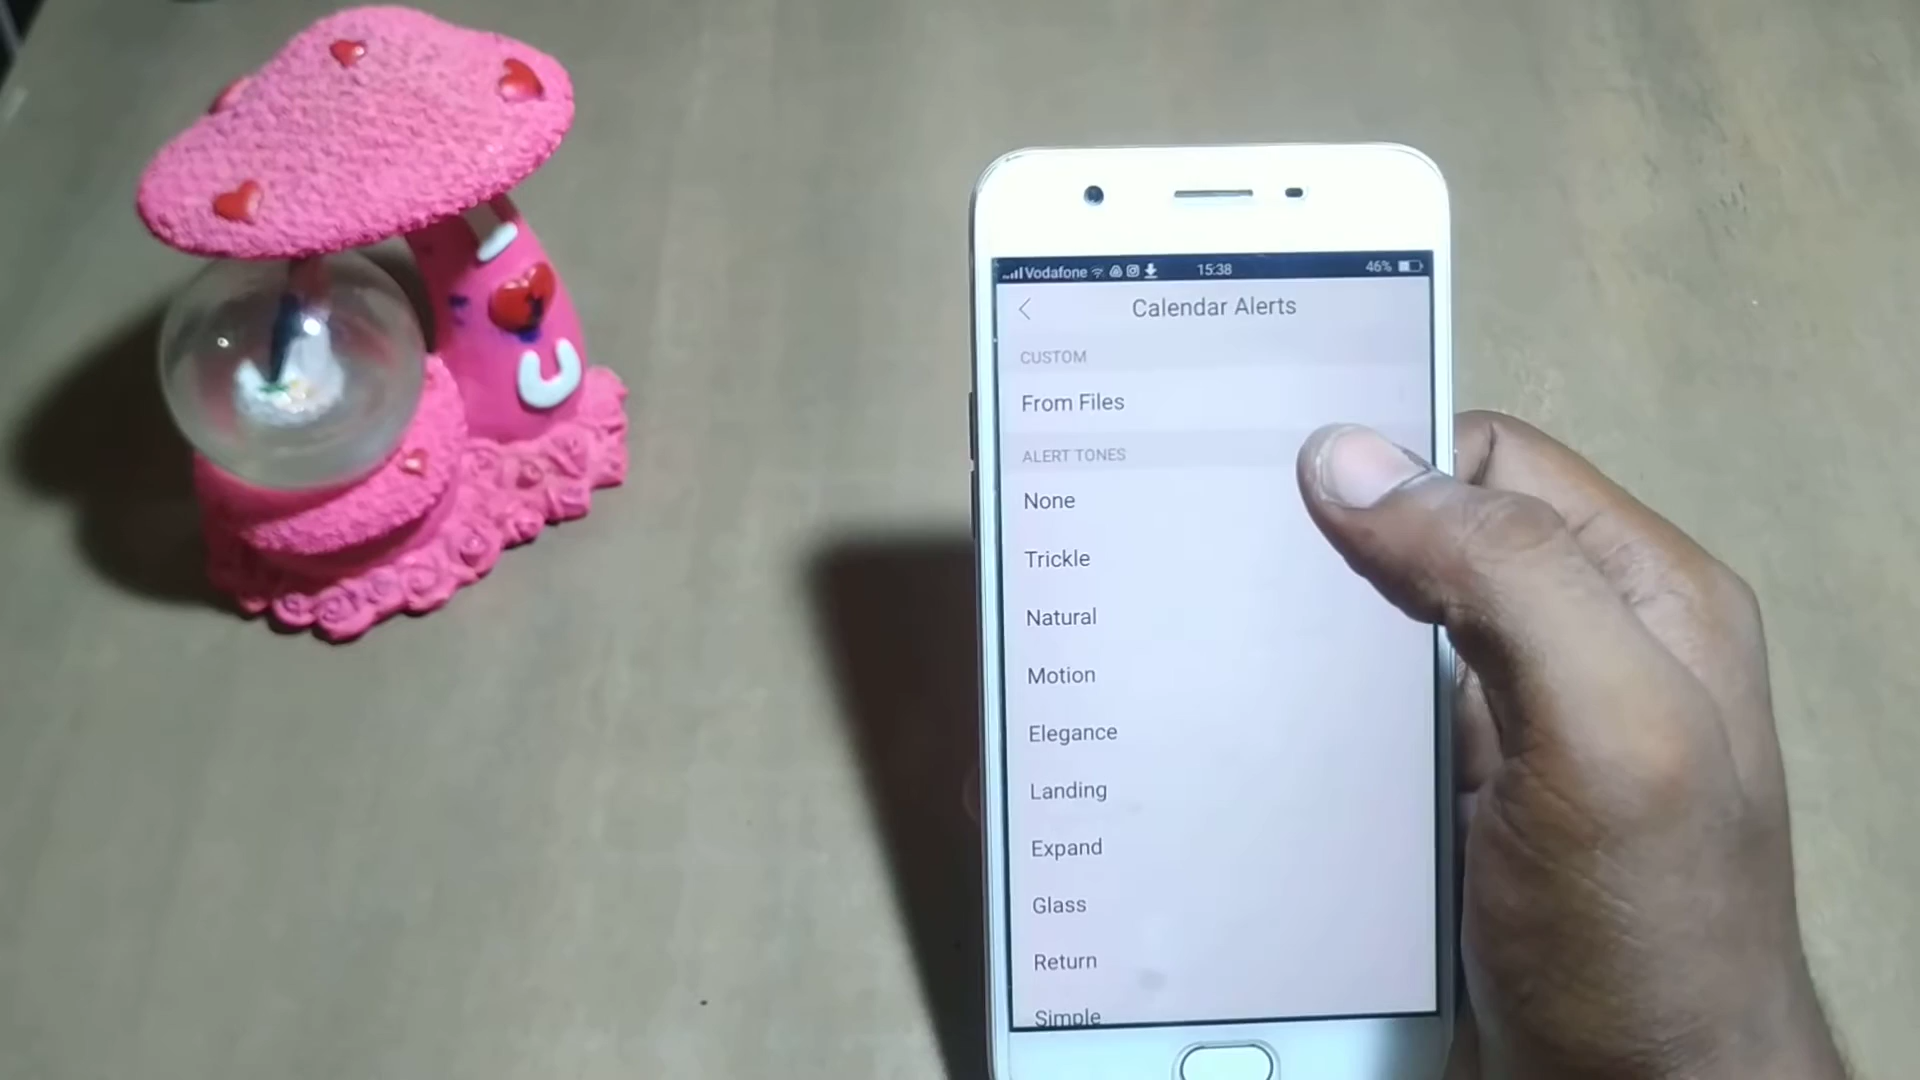 Vodafone 15:38 46%
Calendar Alerts
CUSTOM
From Files
ALERT TONES
None
Trickle
Natural
Motion
Elegance
Landing
Expand
Glass
Return
Simple
U